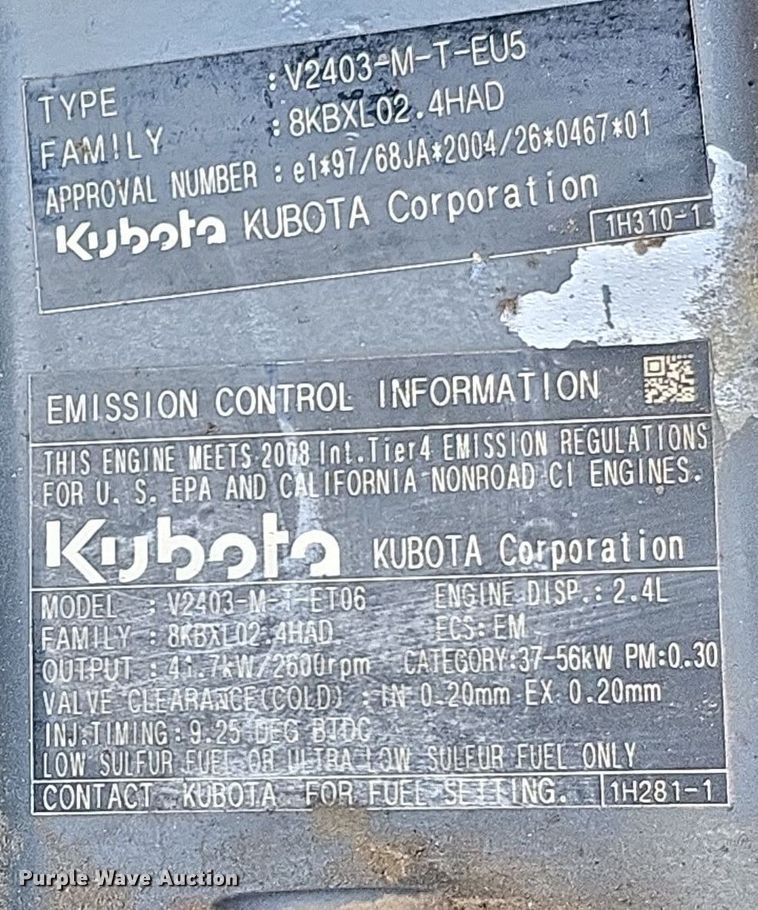 TYPE : V2403-M-T-EU5
FAMILY : 8KBXL02.4HAD
APPROVAL NUMBER : e1*97/68JA*2004/26*0467*01
Kubota KUBOTA Corporation
1H310-1
EMISSION CONTROL INFORMATION
THIS ENGINE MEETS 2008 Int.Tier4 EMISSION REGULATIONS
FOR U. S. EPA AND CALIFORNIA NONROAD CI ENGINES.
Kubota KUBOTA Corporation
MODEL : V2403-M-T-ET06 ENGINE DISP.: 2.4L
FAMILY : 8KBXL02.4HAD ECS: EM
OUTPUT : 41.7kW/2600rpm CATEGORY:37-56kW PM:0.30
VALVE CLEARANCE(COLD) : IN 0.20mm EX 0.20mm
INJ.TIMING : 9.25 DEG BTDC
LOW SULFUR FUEL OR ULTRA LOW SULFUR FUEL ONLY
CONTACT KUBOTA FOR FUEL SETTING. 1H281-1
Purple Wave Auction